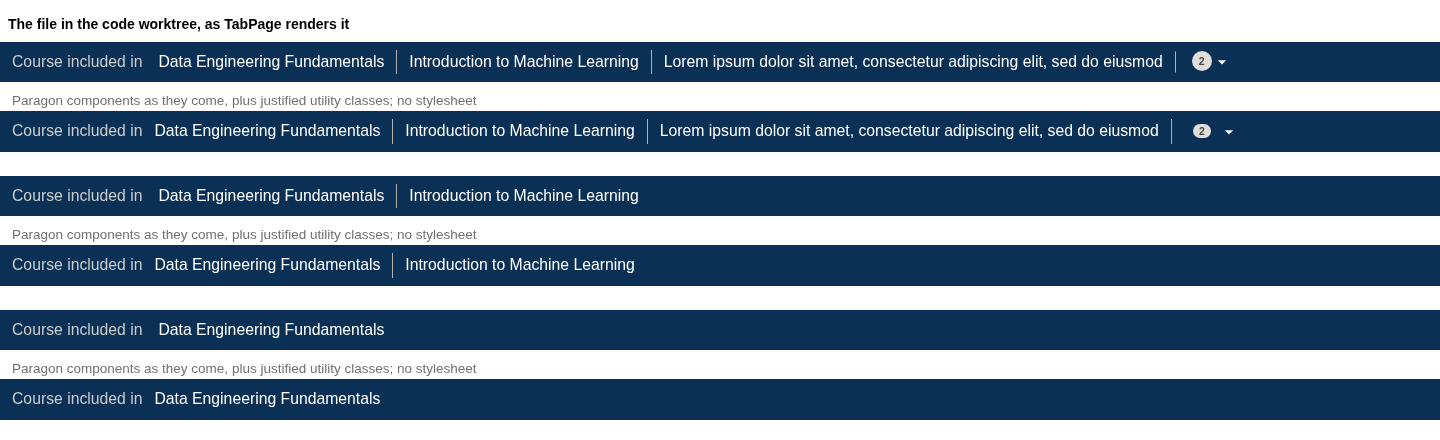 The file in the code worktree, as TabPage renders it
Course included in Data Engineering Fundamentals Introduction to Machine Learning Lorem ipsum dolor sit amet, consectetur adipiscing elit, sed do eiusmod 2
Paragon components as they come, plus justified utility classes; no stylesheet
Course included in Data Engineering Fundamentals Introduction to Machine Learning Lorem ipsum dolor sit amet, consectetur adipiscing elit, sed do eiusmod 2
Course included in Data Engineering Fundamentals Introduction to Machine Learning
Paragon components as they come, plus justified utility classes; no stylesheet
Course included in Data Engineering Fundamentals Introduction to Machine Learning
Course included in Data Engineering Fundamentals
Paragon components as they come, plus justified utility classes; no stylesheet
Course included in Data Engineering Fundamentals